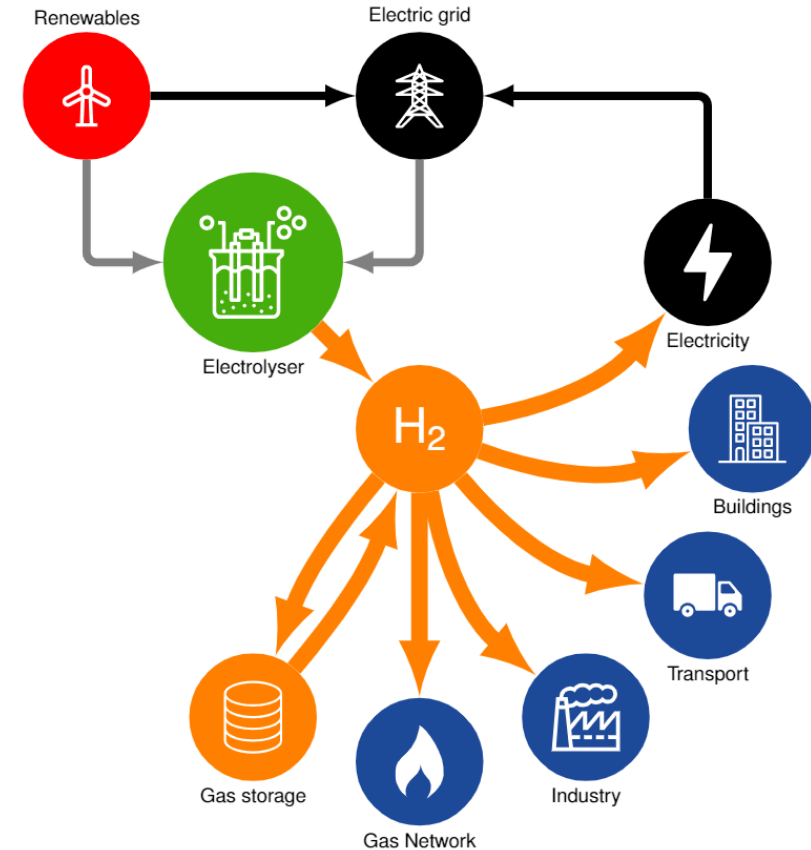 Renewables
Electric grid
Electrolyser
Electricity
H₂
Buildings
Transport
Gas storage
Industry
Gas Network